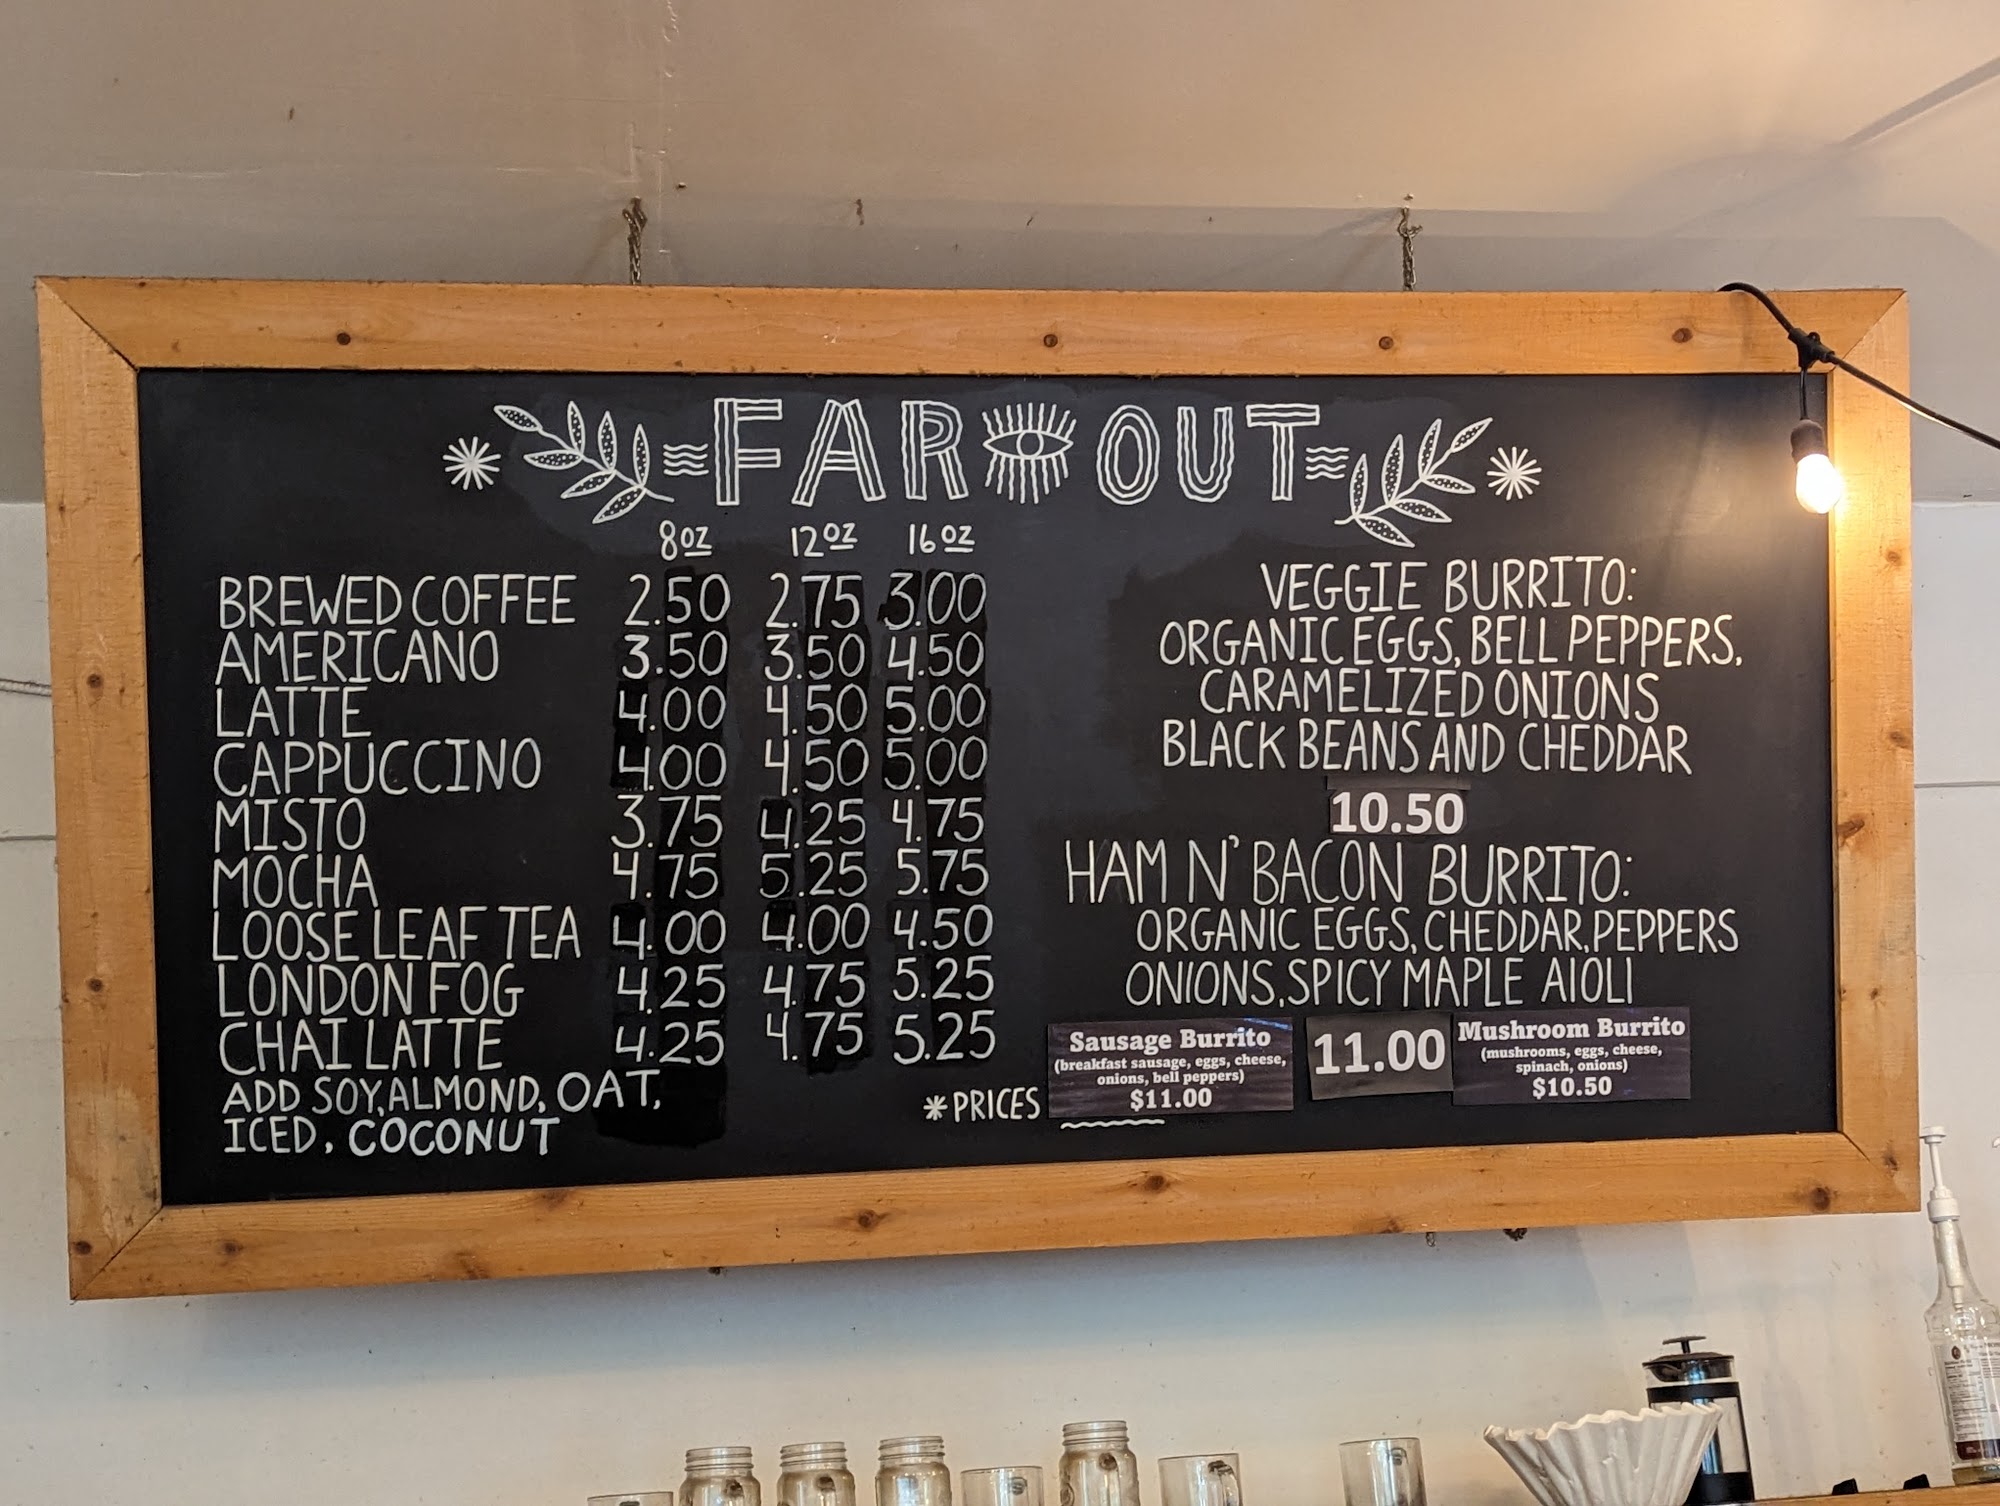 FAR OUT
8oz 12oz 16oz
BREWED COFFEE 2.50 2.75 3.00
AMERICANO 3.50 3.50 4.50
LATTE 4.00 4.50 5.00
CAPPUCCINO 4.00 4.50 5.00
MISTO 3.75 4.25 4.75
MOCHA 4.75 5.25 5.75
LOOSE LEAF TEA 4.00 4.00 4.50
LONDON FOG 4.25 4.75 5.25
CHAI LATTE 4.25 4.75 5.25
ADD SOY, ALMOND, OAT,
ICED, COCONUT
VEGGIE BURRITO:
ORGANIC EGGS, BELL PEPPERS,
CARAMELIZED ONIONS
BLACK BEANS AND CHEDDAR
10.50
HAM N' BACON BURRITO:
ORGANIC EGGS, CHEDDAR, PEPPERS
ONIONS, SPICY MAPLE AIOLI
11.00
Sausage Burrito
(breakfast sausage, eggs, cheese,
onions, bell peppers)
$11.00
Mushroom Burrito
(mushrooms, eggs, cheese,
spinach, onions)
$10.50
*PRICES